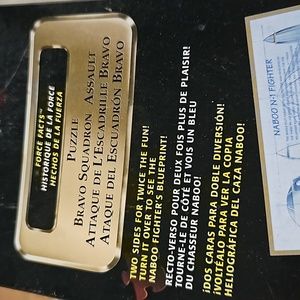 FORCE FACTS™
HISTORIQUE DE LA FORCE
HECHOS DE LA FUERZA
PUZZLE
BRAVO SQUADRON ASSAULT
ATTAQUE DE L'ESCADRILLE BRAVO
ATAQUE DEL ESCUADRÓN BRAVO
TWO SIDES FOR TWICE THE FUN!
TURN IT OVER TO SEE THE
NABOO FIGHTER'S BLUEPRINT!
RECTO-VERSO POUR DEUX FOIS PLUS DE PLAISIR!
TOURNE-LE DE CÔTÉ ET VOIS UN BLEU
DU CHASSEUR NABOO!
¡DOS CARAS PARA DOBLE DIVERSIÓN!
¡VOLTÉALO PARA VER LA COPIA
HELIOGRÁFICA DEL CAZA NABOO!
NABOO N-1 FIGHTER